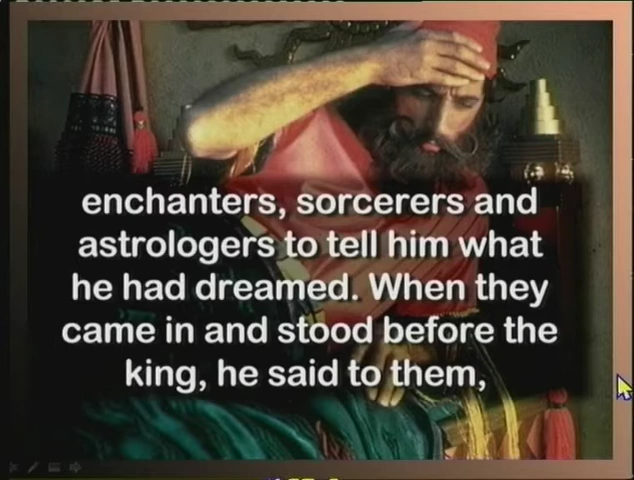 enchanters, sorcerers and
astrologers to tell him what
he had dreamed. When they
came in and stood before the
king, he said to them,